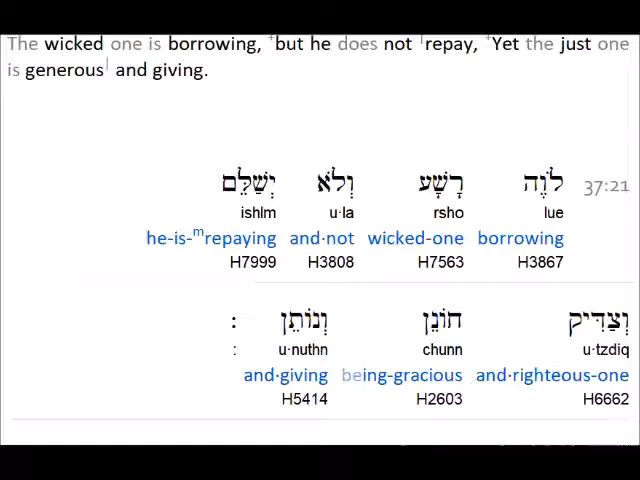 The wicked one is borrowing, +but he does not |repay, +Yet the just one
is generous| and giving.
37:21 לֹוֶה רָשָׁע וְלֹא יְשַׁלֵּם
ishlm u·la rsho lue
he-is-mrepaying and·not wicked-one borrowing
H7999 H3808 H7563 H3867
וְצַדִּיק חוֹנֵן וְנוֹתֵן :
: u·nuthn chunn u·tzdiq
and·giving being-gracious and·righteous-one
H5414 H2603 H6662